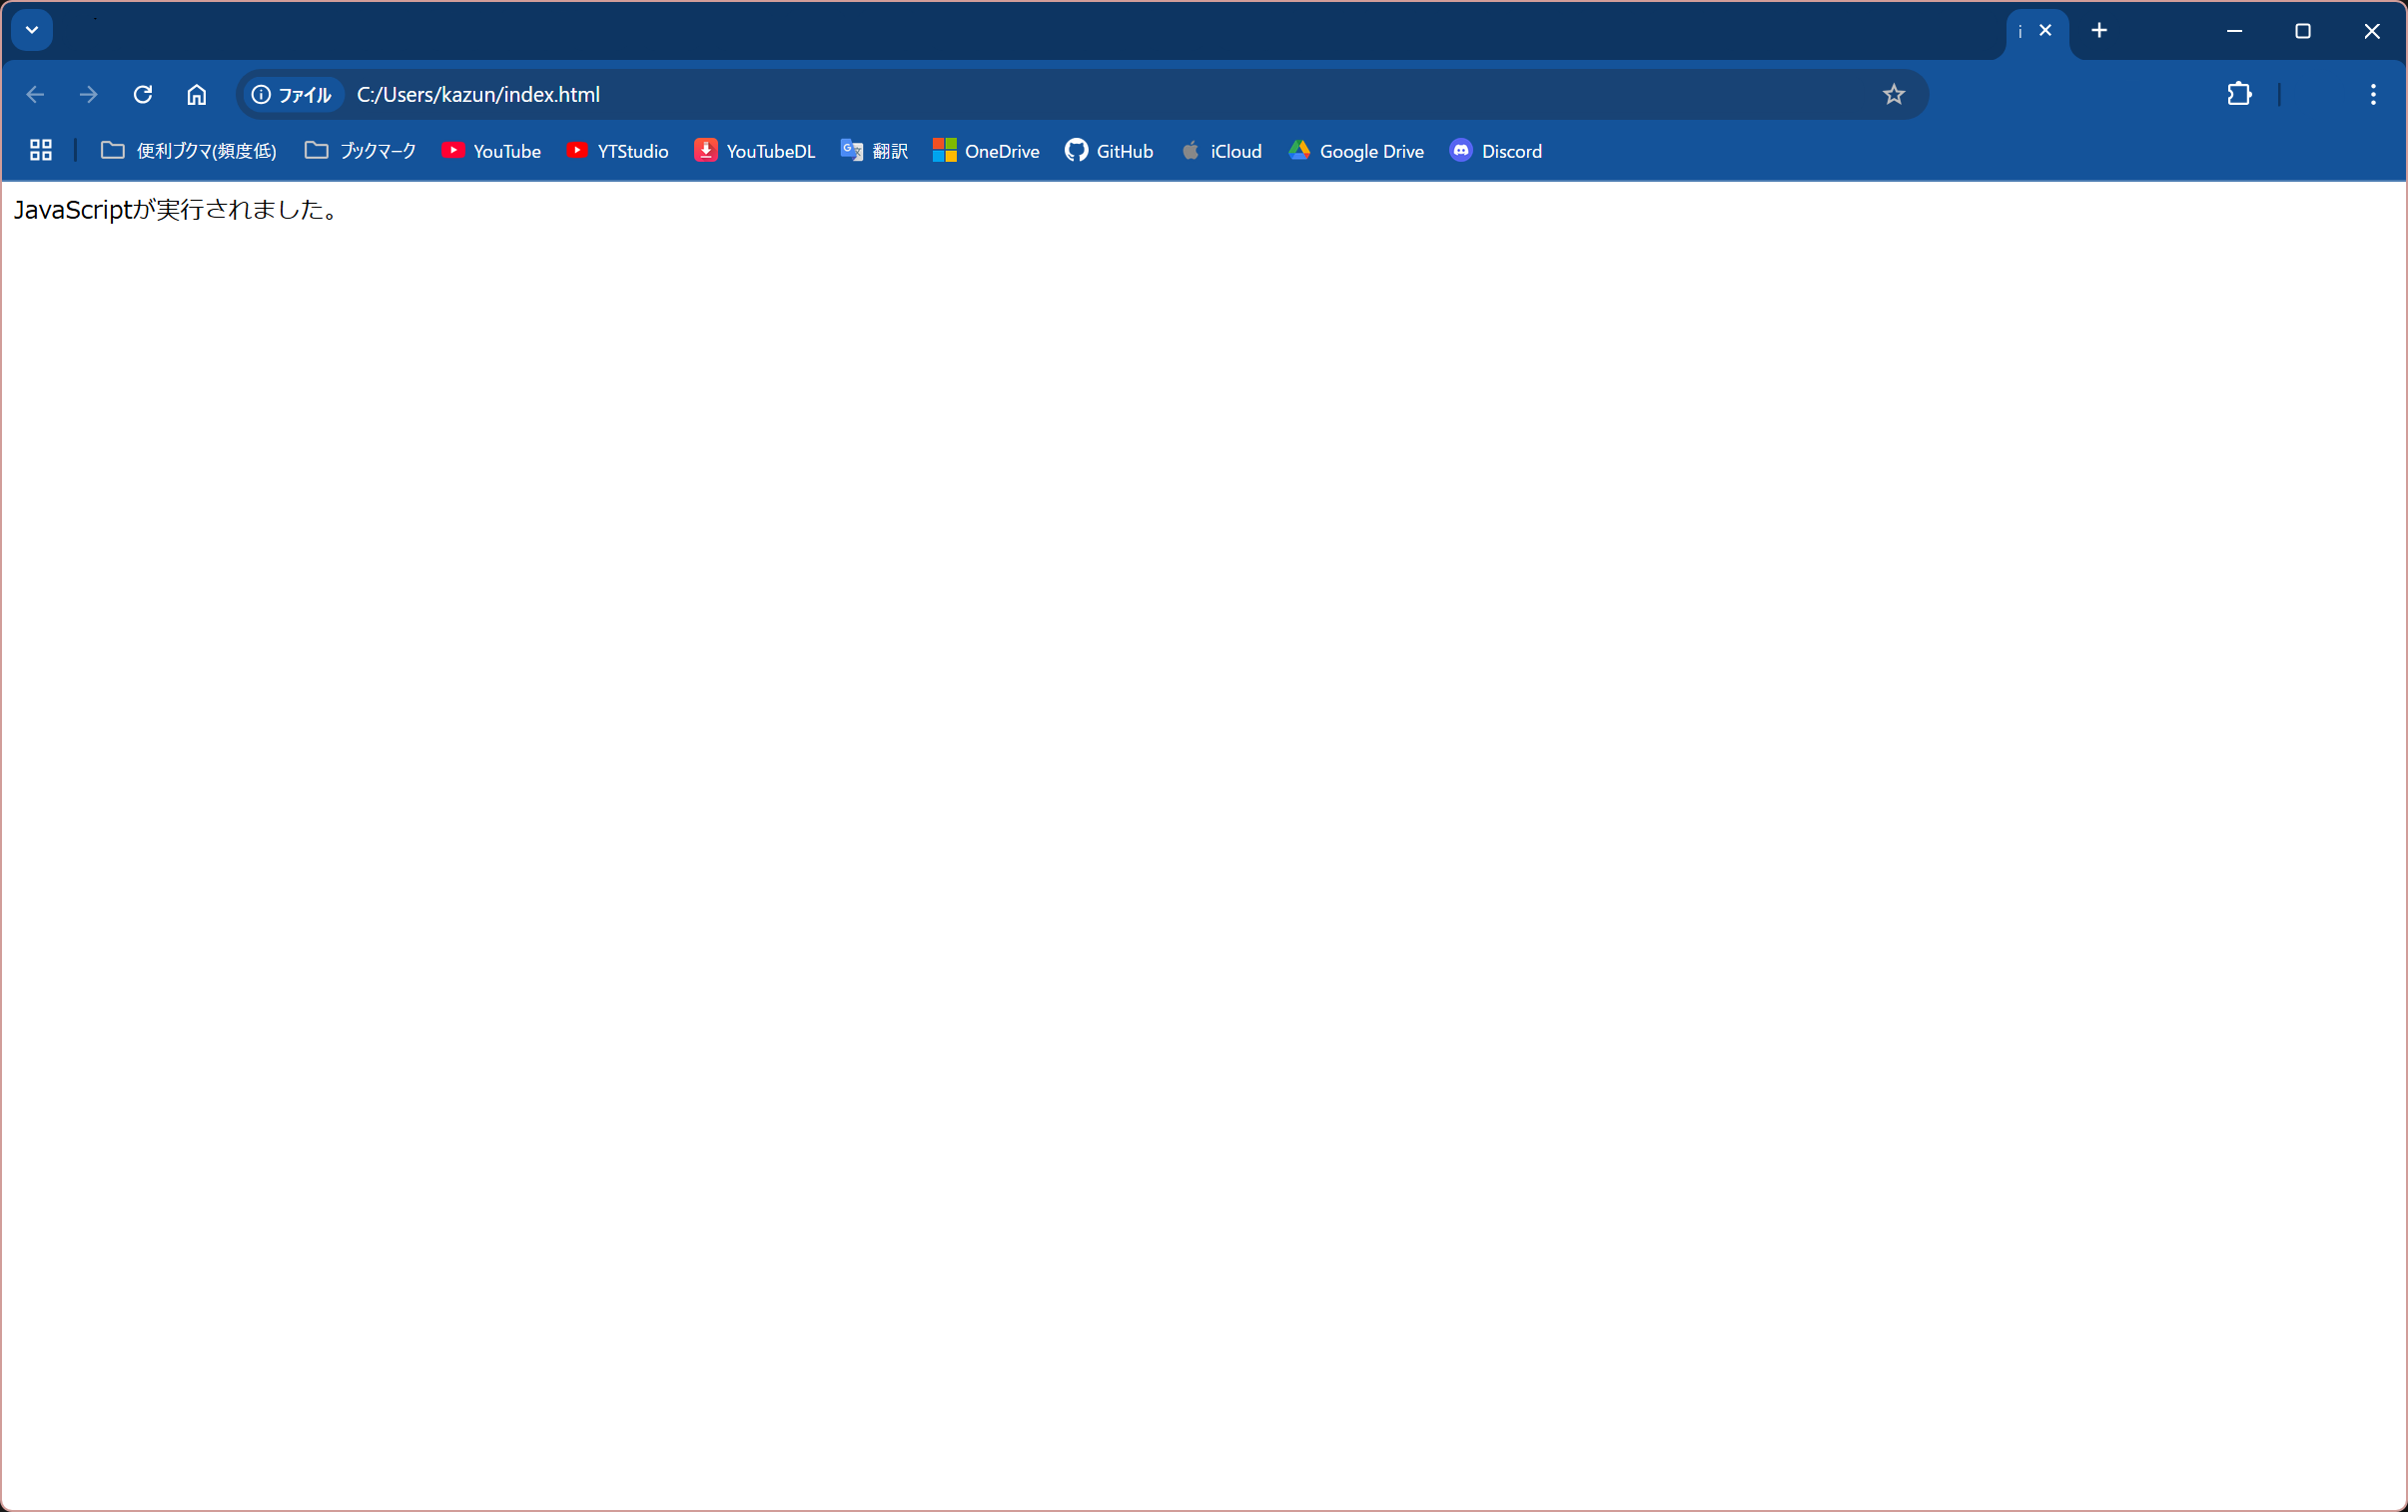 i
ファイル C:/Users/kazun/index.html
便利ブクマ(頻度低) ブックマーク YouTube YTStudio YouTubeDL 翻訳 OneDrive GitHub iCloud Google Drive Discord
JavaScriptが実行されました。